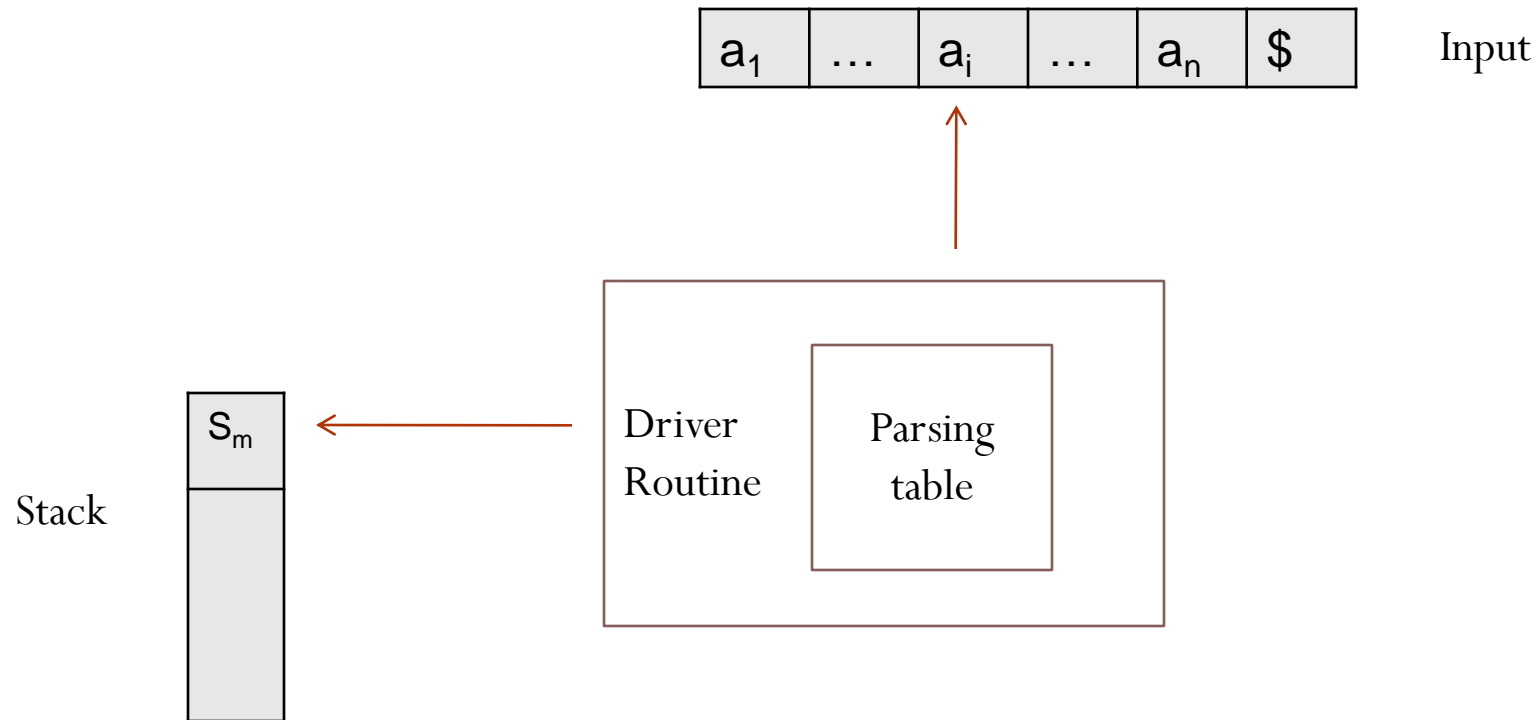 a₁ … aᵢ … aₙ $ Input
Sₘ
Stack
Driver
Routine
Parsing
table